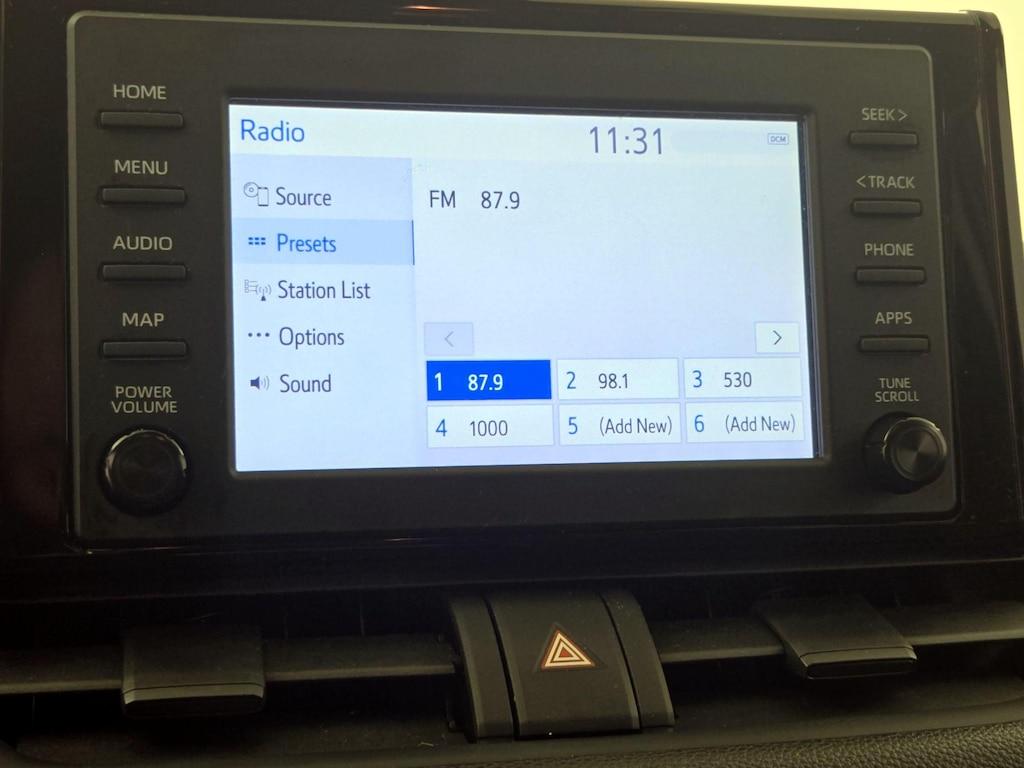 HOME
MENU
AUDIO
MAP
POWER
VOLUME
Radio
11:31
DCM
Source
Presets
Station List
Options
Sound
FM 87.9
<
>
1 87.9
2 98.1
3 530
4 1000
5 (Add New)
6 (Add New)
SEEK >
< TRACK
PHONE
APPS
TUNE
SCROLL